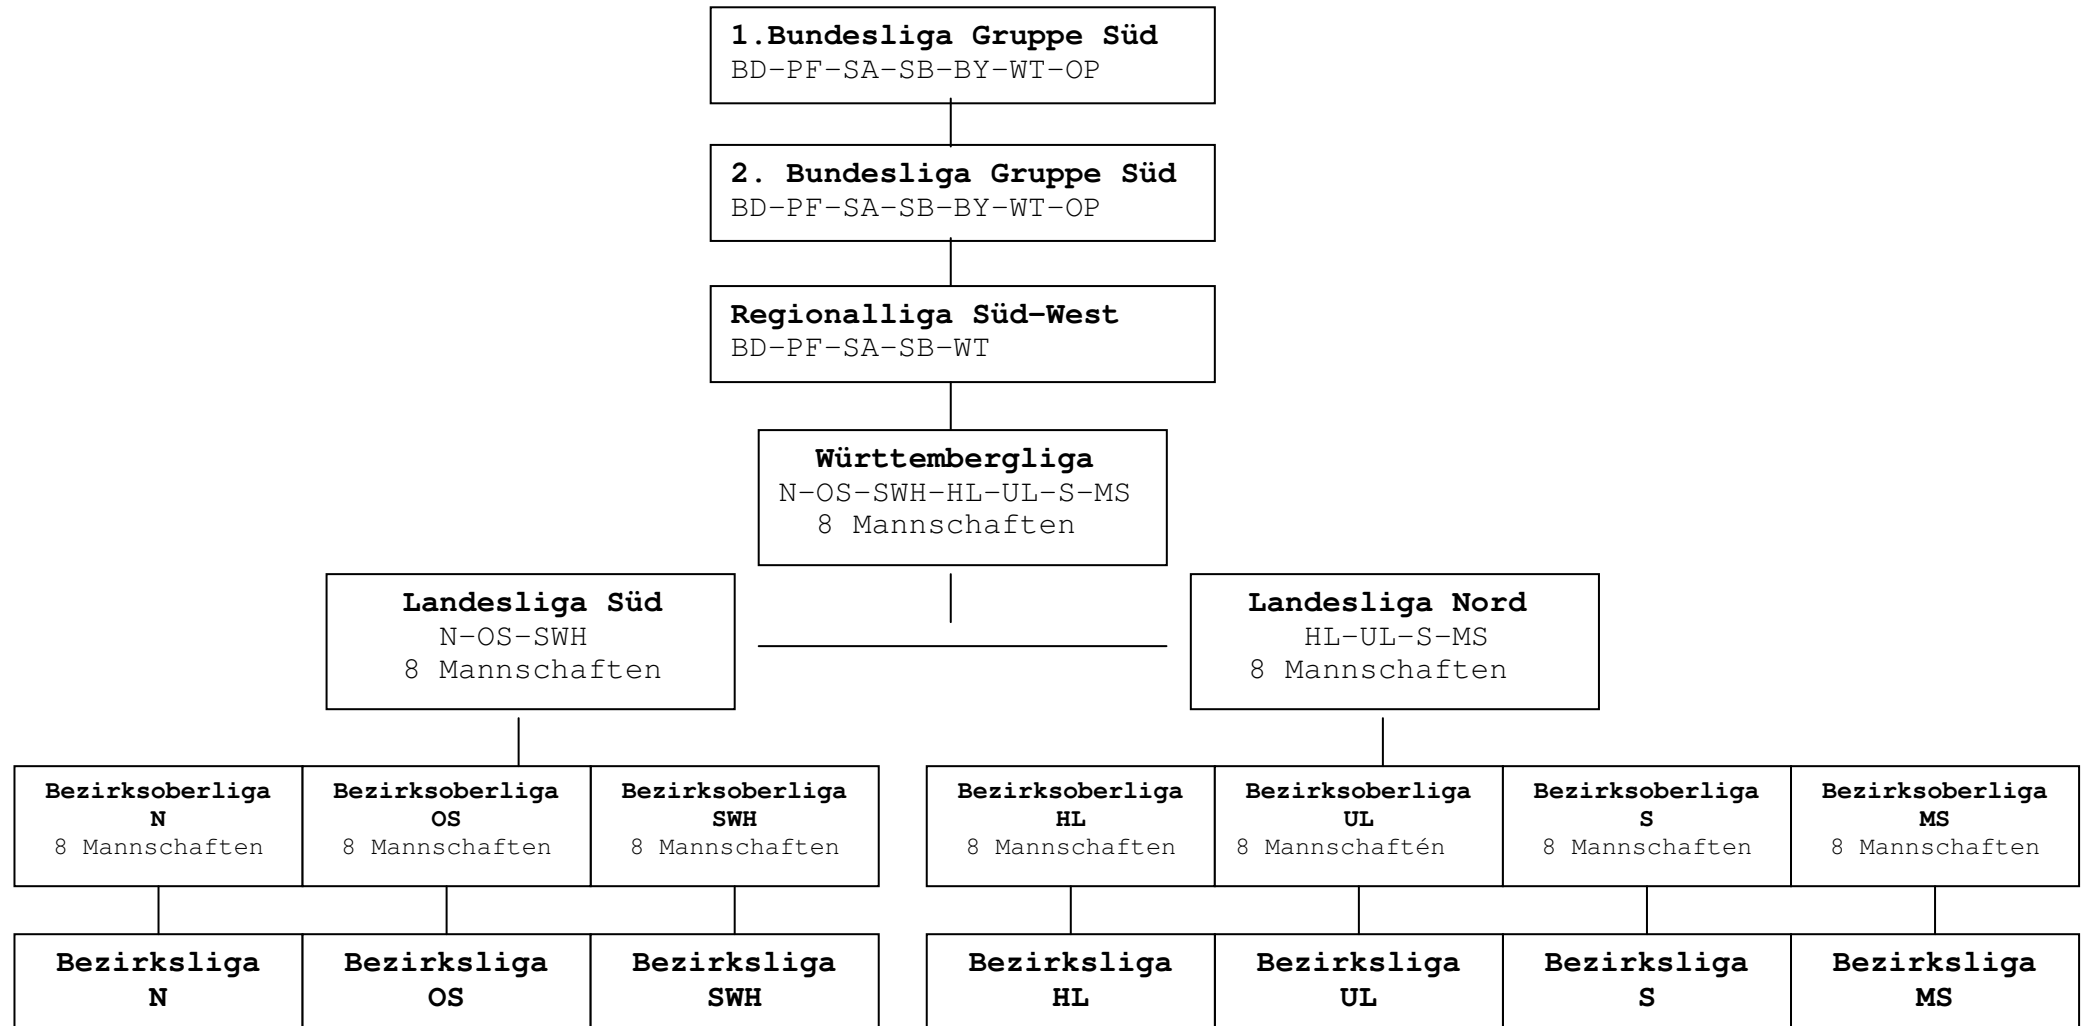 1.Bundesliga Gruppe Süd
BD-PF-SA-SB-BY-WT-OP
2. Bundesliga Gruppe Süd
BD-PF-SA-SB-BY-WT-OP
Regionalliga Süd-West
BD-PF-SA-SB-WT
Württembergliga
N-OS-SWH-HL-UL-S-MS
8 Mannschaften
Landesliga Süd
N-OS-SWH
8 Mannschaften
Landesliga Nord
HL-UL-S-MS
8 Mannschaften
Bezirksoberliga
N
8 Mannschaften
Bezirksoberliga
OS
8 Mannschaften
Bezirksoberliga
SWH
8 Mannschaften
Bezirksoberliga
HL
8 Mannschaften
Bezirksoberliga
UL
8 Mannschaftén
Bezirksoberliga
S
8 Mannschaften
Bezirksoberliga
MS
8 Mannschaften
Bezirksliga
N
Bezirksliga
OS
Bezirksliga
SWH
Bezirksliga
HL
Bezirksliga
UL
Bezirksliga
S
Bezirksliga
MS